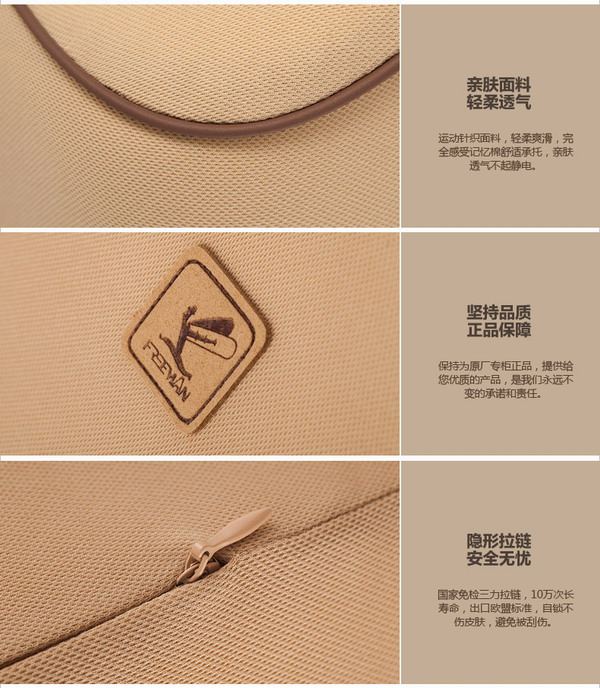 亲肤面料
轻柔透气
运动针织面料，轻柔爽滑，完
全感受记忆棉舒适承托，亲肤
透气不起静电。
FREEMAN
坚持品质
正品保障
保持为原厂专柜正品，提供给
您优质的产品，是我们永远不
变的承诺和责任。
隐形拉链
安全无忧
国家免检三力拉链，10万次长
寿命，出口欧盟标准，自锁不
伤皮肤，避免被刮伤。